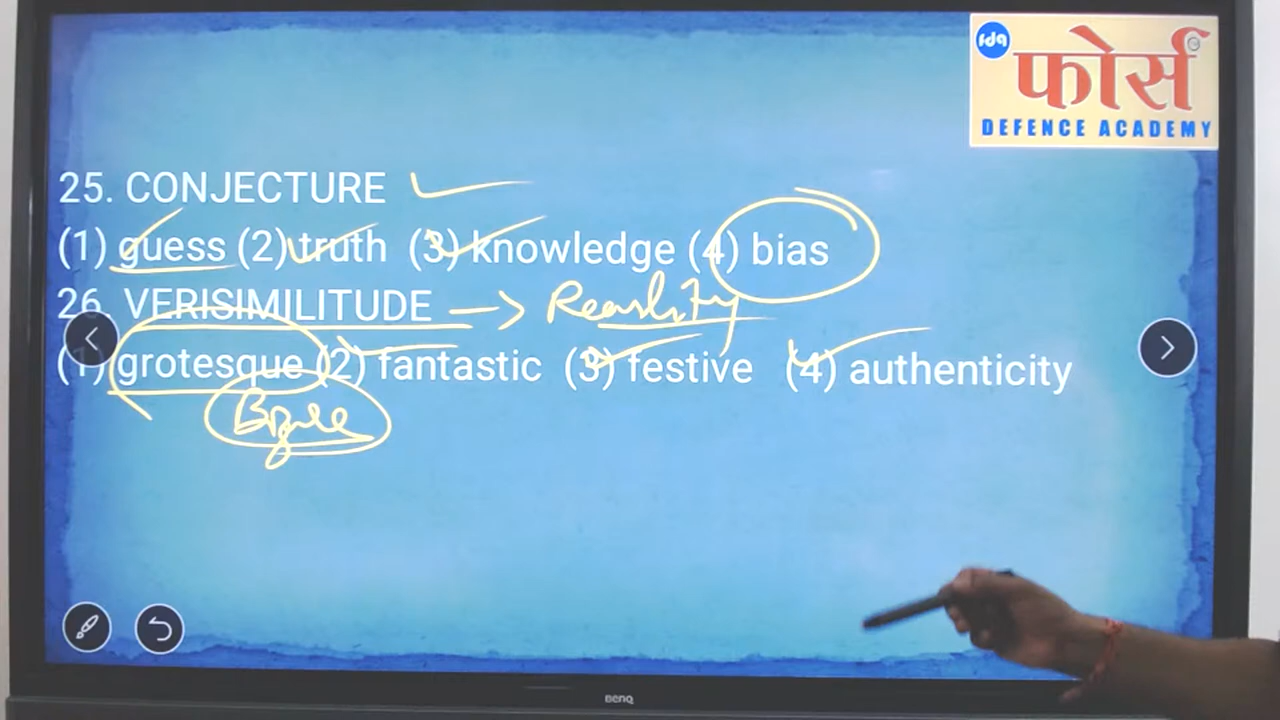 fda
फोर्स
DEFENCE ACADEMY
25. CONJECTURE
(1) guess (2) truth (3) knowledge (4) bias
26. VERISIMILITUDE → Reality
(1) grotesque (2) fantastic (3) festive (4) authenticity
BenQ